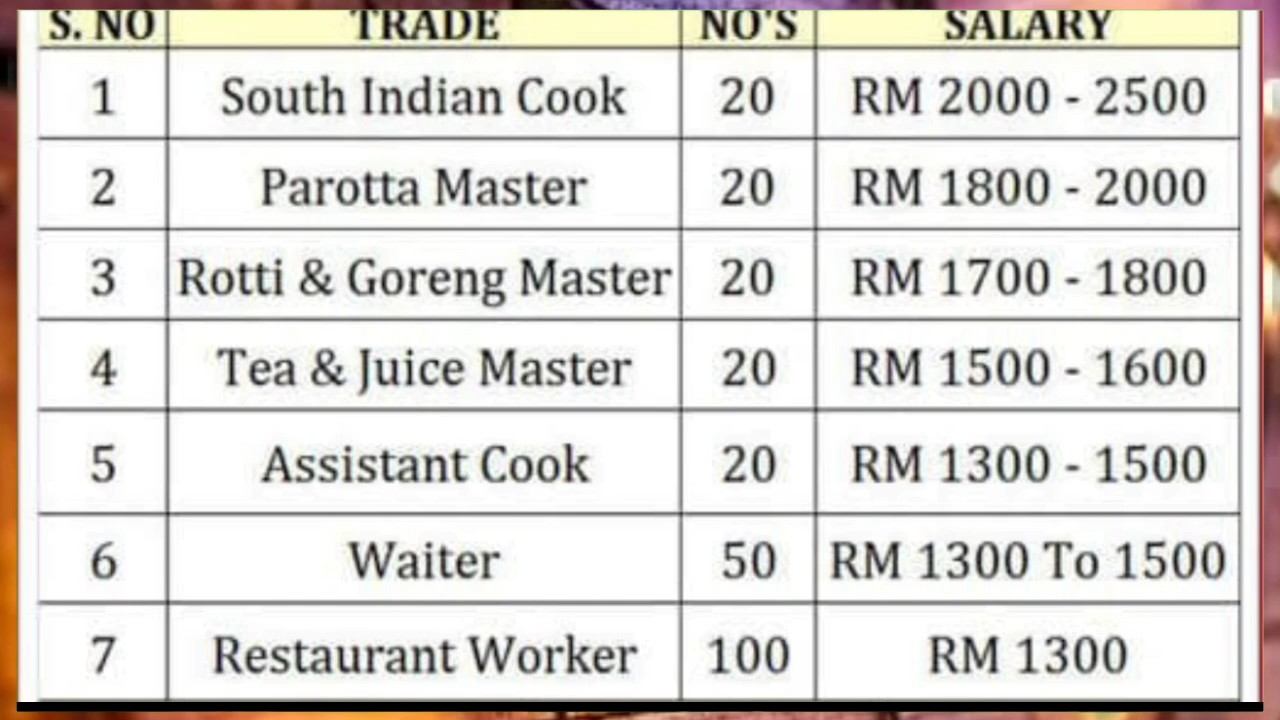 S. NO TRADE NO'S SALARY
1 South Indian Cook 20 RM 2000 - 2500
2 Parotta Master 20 RM 1800 - 2000
3 Rotti & Goreng Master 20 RM 1700 - 1800
4 Tea & Juice Master 20 RM 1500 - 1600
5 Assistant Cook 20 RM 1300 - 1500
6 Waiter 50 RM 1300 To 1500
7 Restaurant Worker 100 RM 1300